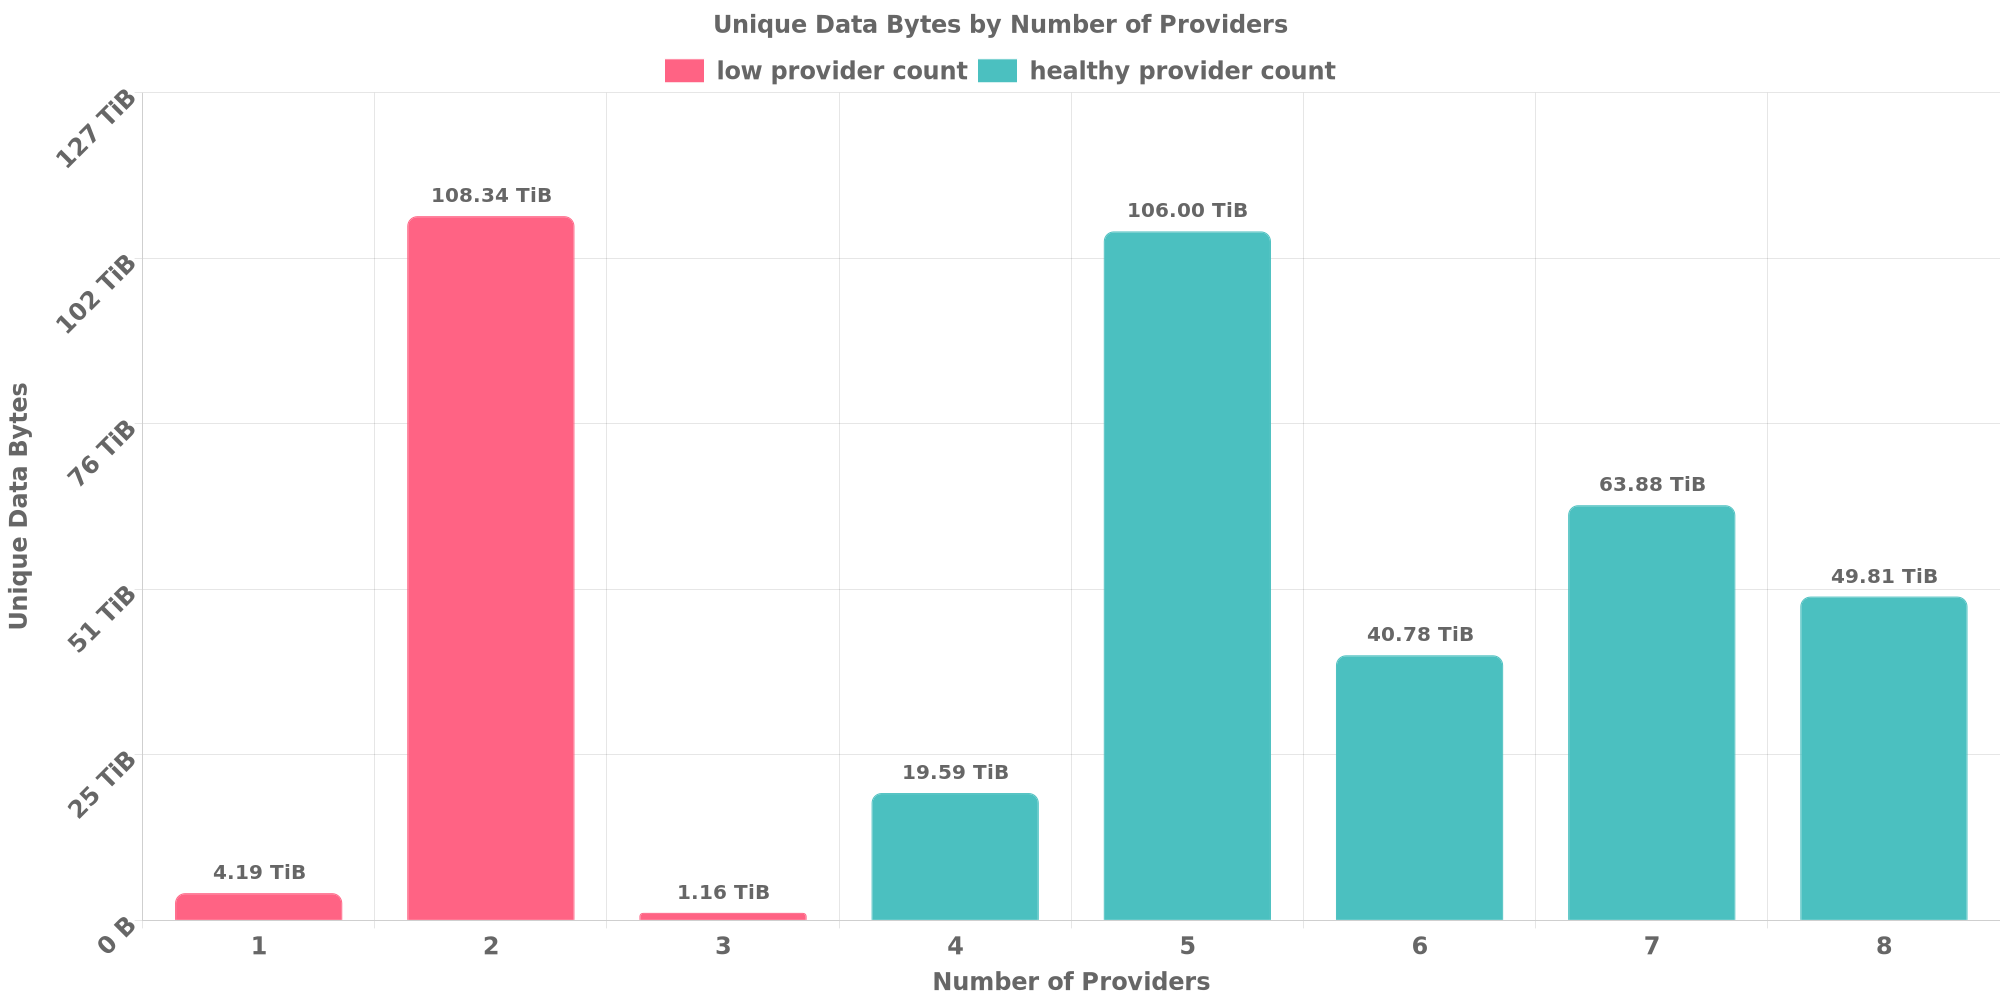 Unique Data Bytes by Number of Providers
low provider count
healthy provider count
Unique Data Bytes
127 TiB
102 TiB
76 TiB
51 TiB
25 TiB
0 B
4.19 TiB
108.34 TiB
1.16 TiB
19.59 TiB
106.00 TiB
40.78 TiB
63.88 TiB
49.81 TiB
1
2
3
4
5
6
7
8
Number of Providers